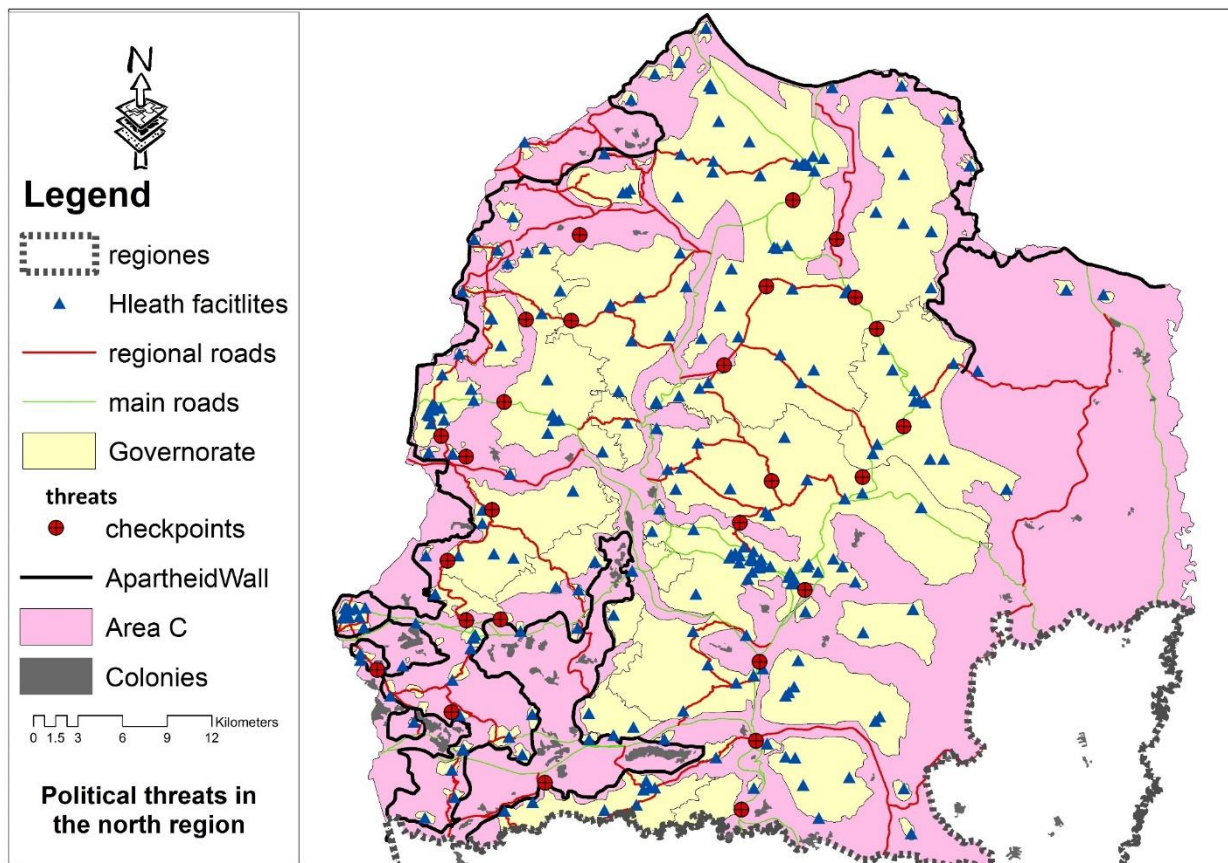 N
Legend
regiones
Hleath facitlites
regional roads
main roads
Governorate
threats
checkpoints
ApartheidWall
Area C
Colonies
Kilometers
0 1.5 3 6 9 12
Political threats in
the north region